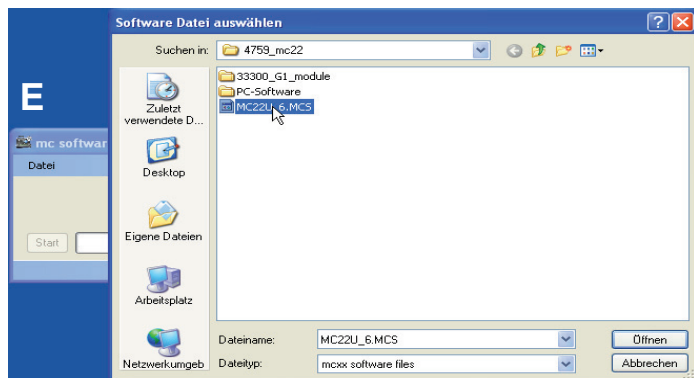 Software Datei auswählen
Suchen in: 4759_mc22
E
33300_G1_module
PC-Software
MC22U_6.MCS
Zuletzt
verwendete D...
mc softwar
Datei
Desktop
Eigene Dateien
Start
Arbeitsplatz
Netzwerkumgeb
Dateiname: MC22U_6.MCS Öffnen
Dateityp: mcxx software files Abbrechen